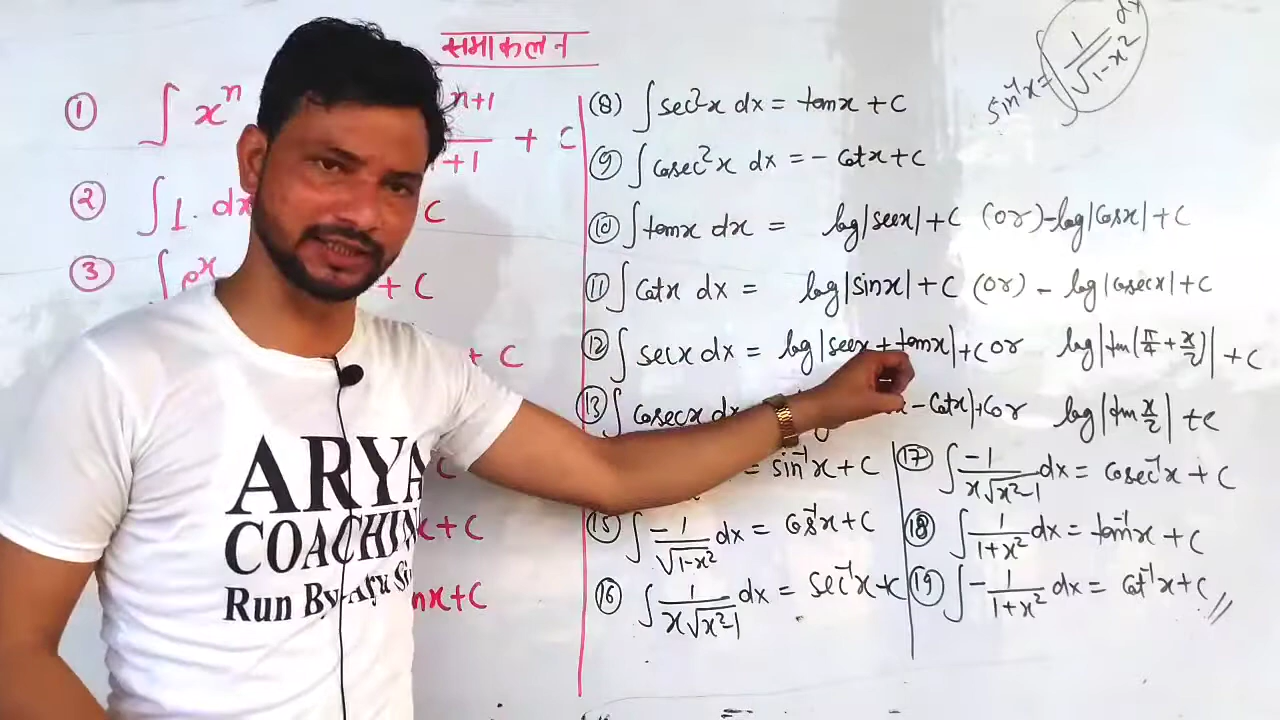 समाकलन
① ∫ xⁿ n+1 +1 + C
② ∫ 1. dx C
③ ∫ eˣ + C
+ C
C
x+C
nx+C
(8) ∫ sec²x dx = tanx + C
⑨ ∫ Cosec²x dx = - Cotx + C
⑩ ∫ tanx dx = log|secx| + C (or) -log|Cosx| + C
⑪ ∫ Cotx dx = log|sinx| + C (or) - log|cosecx| + C
⑫ ∫ secx dx = log|secx + tanx| + C or log|tan(π/4 + x/2)| + C
⑬ ∫ Cosecx dx - Cotx| + C or log|tan x/2| + C
= sin⁻¹x + C
⑮ ∫ -1/√1-x² dx = Cos⁻¹x + C
⑯ ∫ 1/x√x²-1 dx = Sec⁻¹x + C
⑰ ∫ -1/x√x²-1 dx = Cosec⁻¹x + C
⑱ ∫ 1/1+x² dx = tan⁻¹x + C
⑲ ∫ - 1/1+x² dx = Cot⁻¹x + C //
sin⁻¹x = ∫ 1/√1-x² dx
ARYA
COACHIN
Run By-